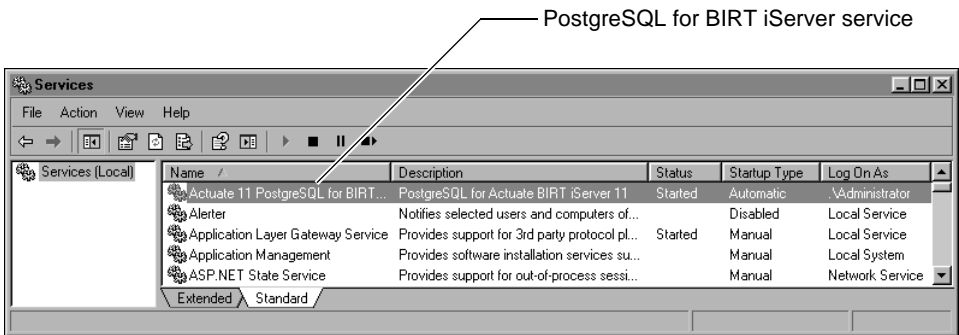 PostgreSQL for BIRT iServer service
Services
File Action View Help
Services (Local)
Name Description Status Startup Type Log On As
Actuate 11 PostgreSQL for BIRT... PostgreSQL for Actuate BIRT iServer 11 Started Automatic .\Administrator
Alerter Notifies selected users and computers of... Disabled Local Service
Application Layer Gateway Service Provides support for 3rd party protocol pl... Started Manual Local Service
Application Management Provides software installation services su... Manual Local System
ASP.NET State Service Provides support for out-of-process sessi... Manual Network Service
Extended Standard